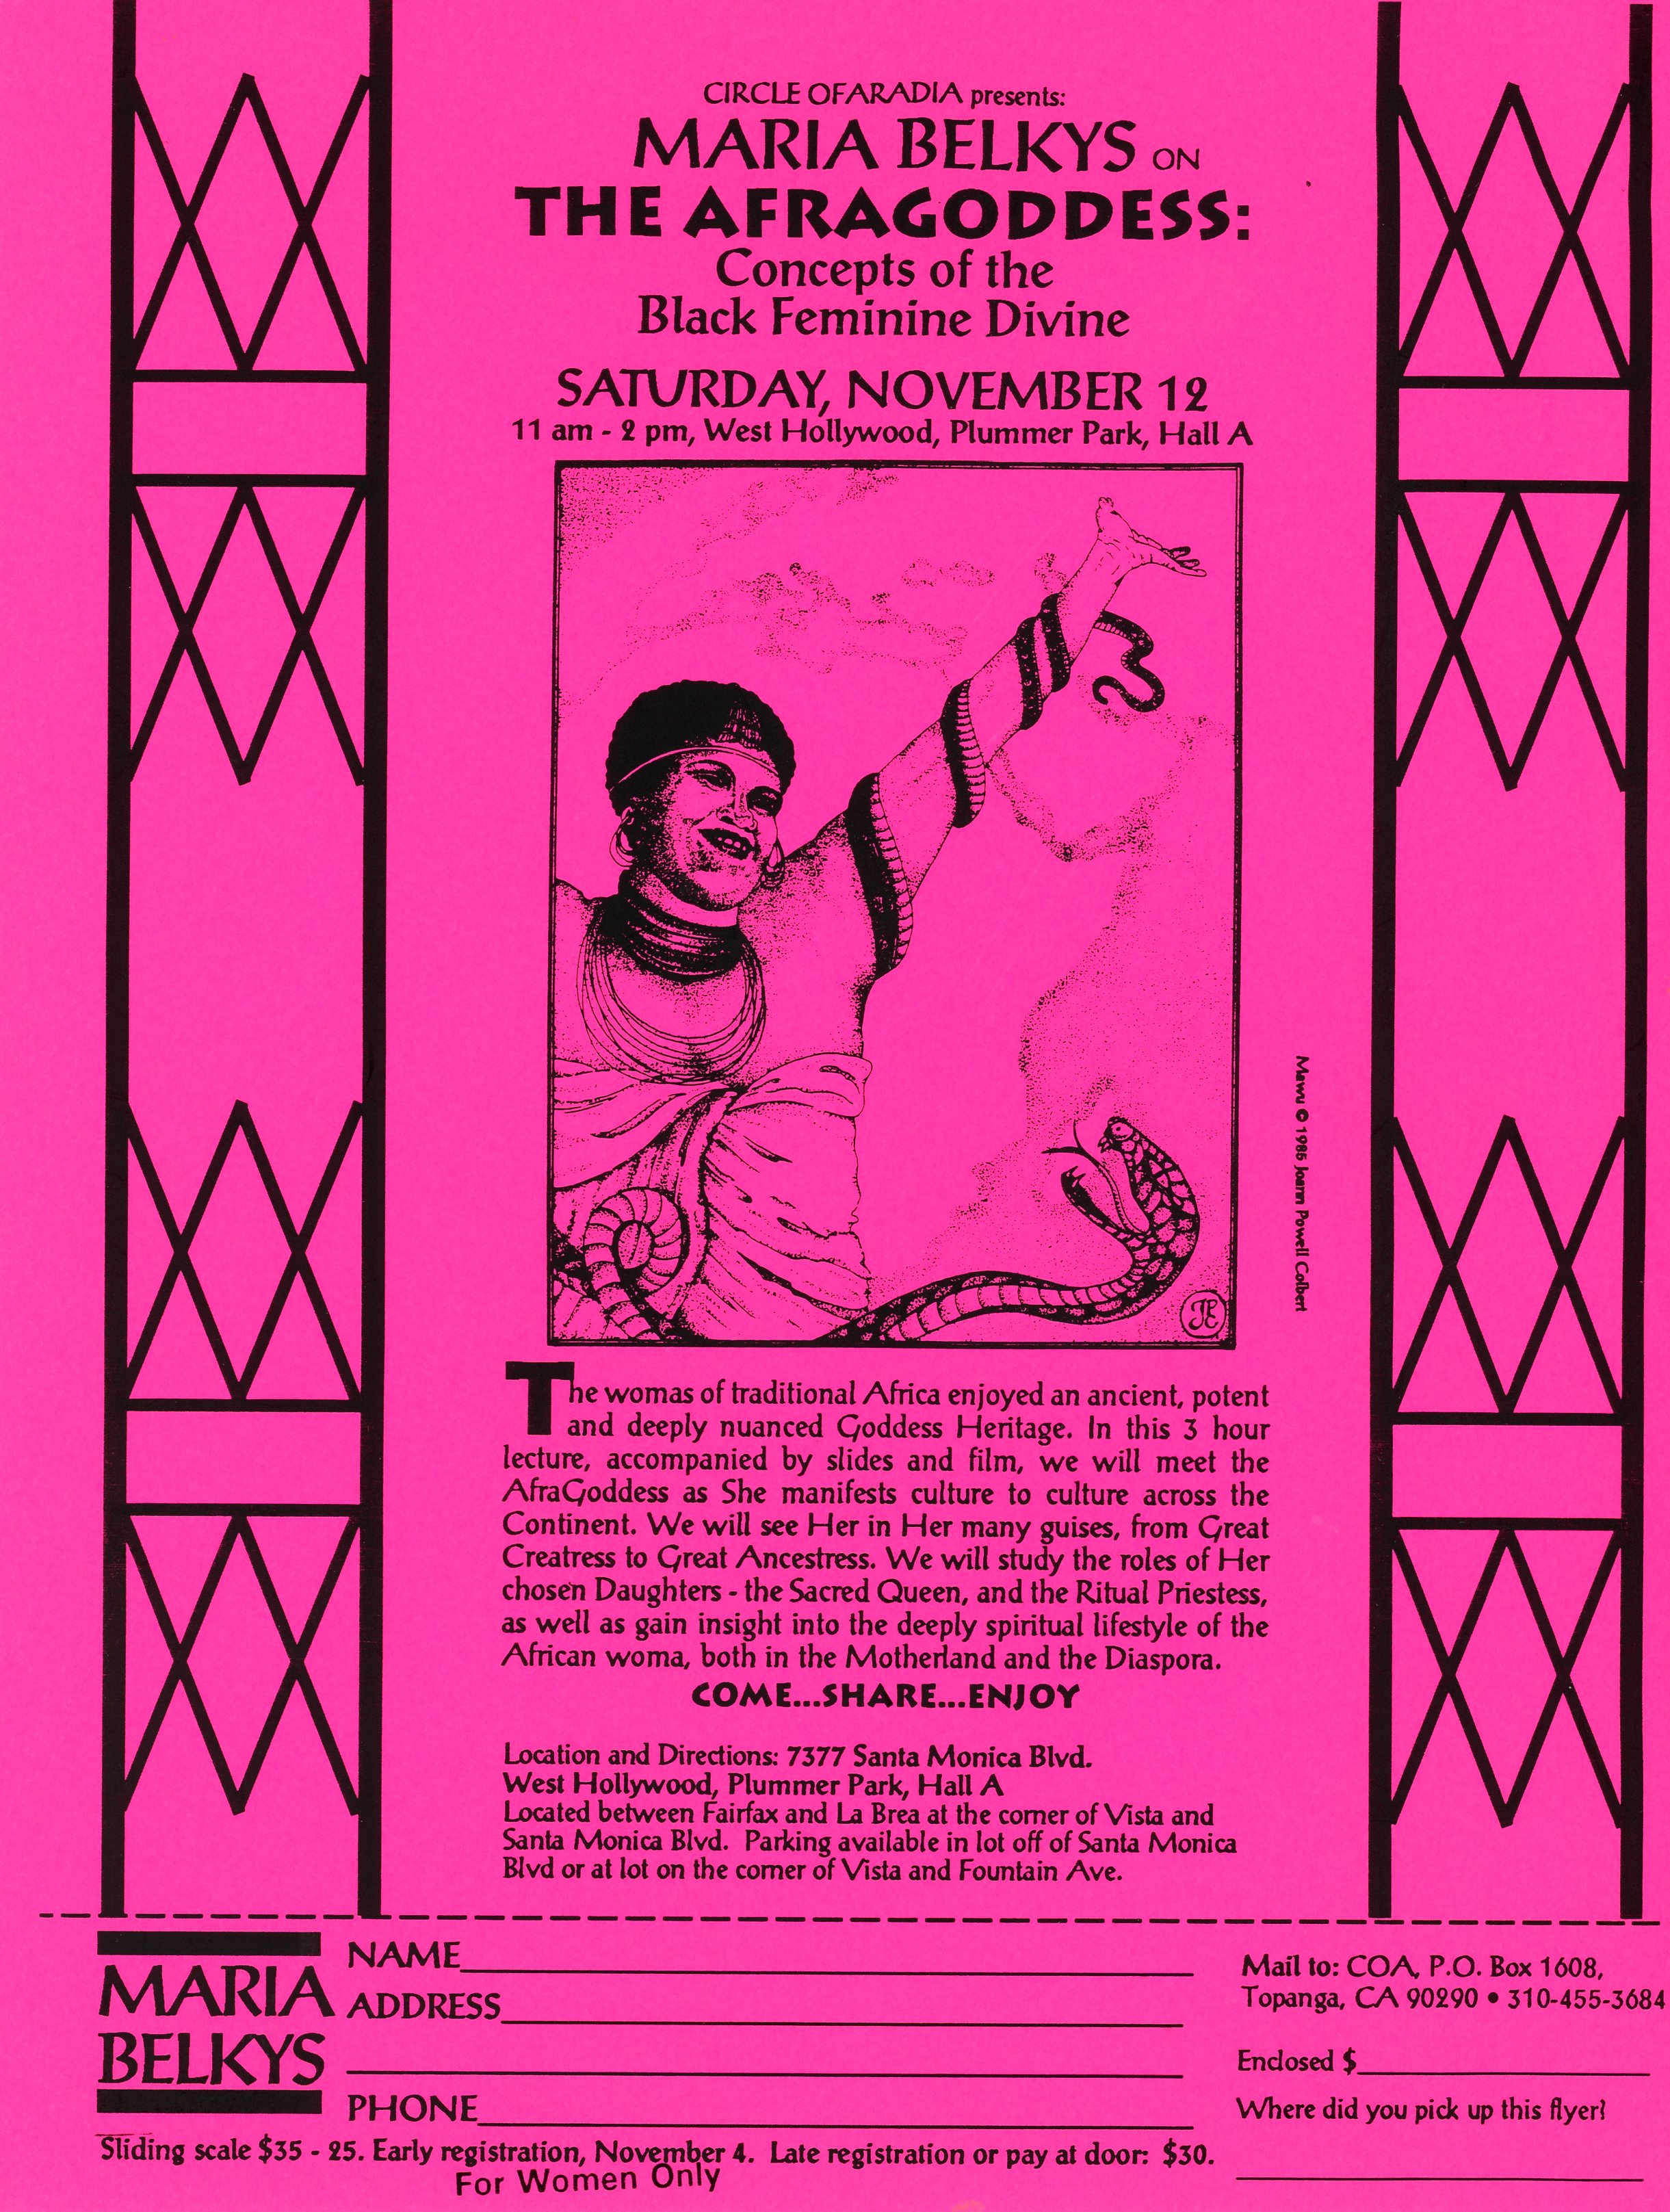 CIRCLE OF ARADIA presents:
MARIA BELKYS ON
THE AFRAGODDESS:
Concepts of the
Black Feminine Divine
SATURDAY, NOVEMBER 12
11 am - 2 pm, West Hollywood, Plummer Park, Hall A
Mawu © 1985 Joann Powell Colbert
JPC
The womas of traditional Africa enjoyed an ancient, potent
and deeply nuanced Goddess Heritage. In this 3 hour
lecture, accompanied by slides and film, we will meet the
AfraGoddess as She manifests culture to culture across the
Continent. We will see Her in Her many guises, from Great
Creatress to Great Ancestress. We will study the roles of Her
chosen Daughters - the Sacred Queen, and the Ritual Priestess,
as well as gain insight into the deeply spiritual lifestyle of the
African woma, both in the Motherland and the Diaspora.
COME...SHARE...ENJOY
Location and Directions: 7377 Santa Monica Blvd.
West Hollywood, Plummer Park, Hall A
Located between Fairfax and La Brea at the corner of Vista and
Santa Monica Blvd. Parking available in lot off of Santa Monica
Blvd or at lot on the corner of Vista and Fountain Ave.
MARIA
BELKYS
NAME
ADDRESS
PHONE
Mail to: COA, P.O. Box 1608,
Topanga, CA 90290 • 310-455-3684
Enclosed $
Where did you pick up this flyer?
Sliding scale $35 - 25. Early registration, November 4. Late registration or pay at door: $30.
For Women Only